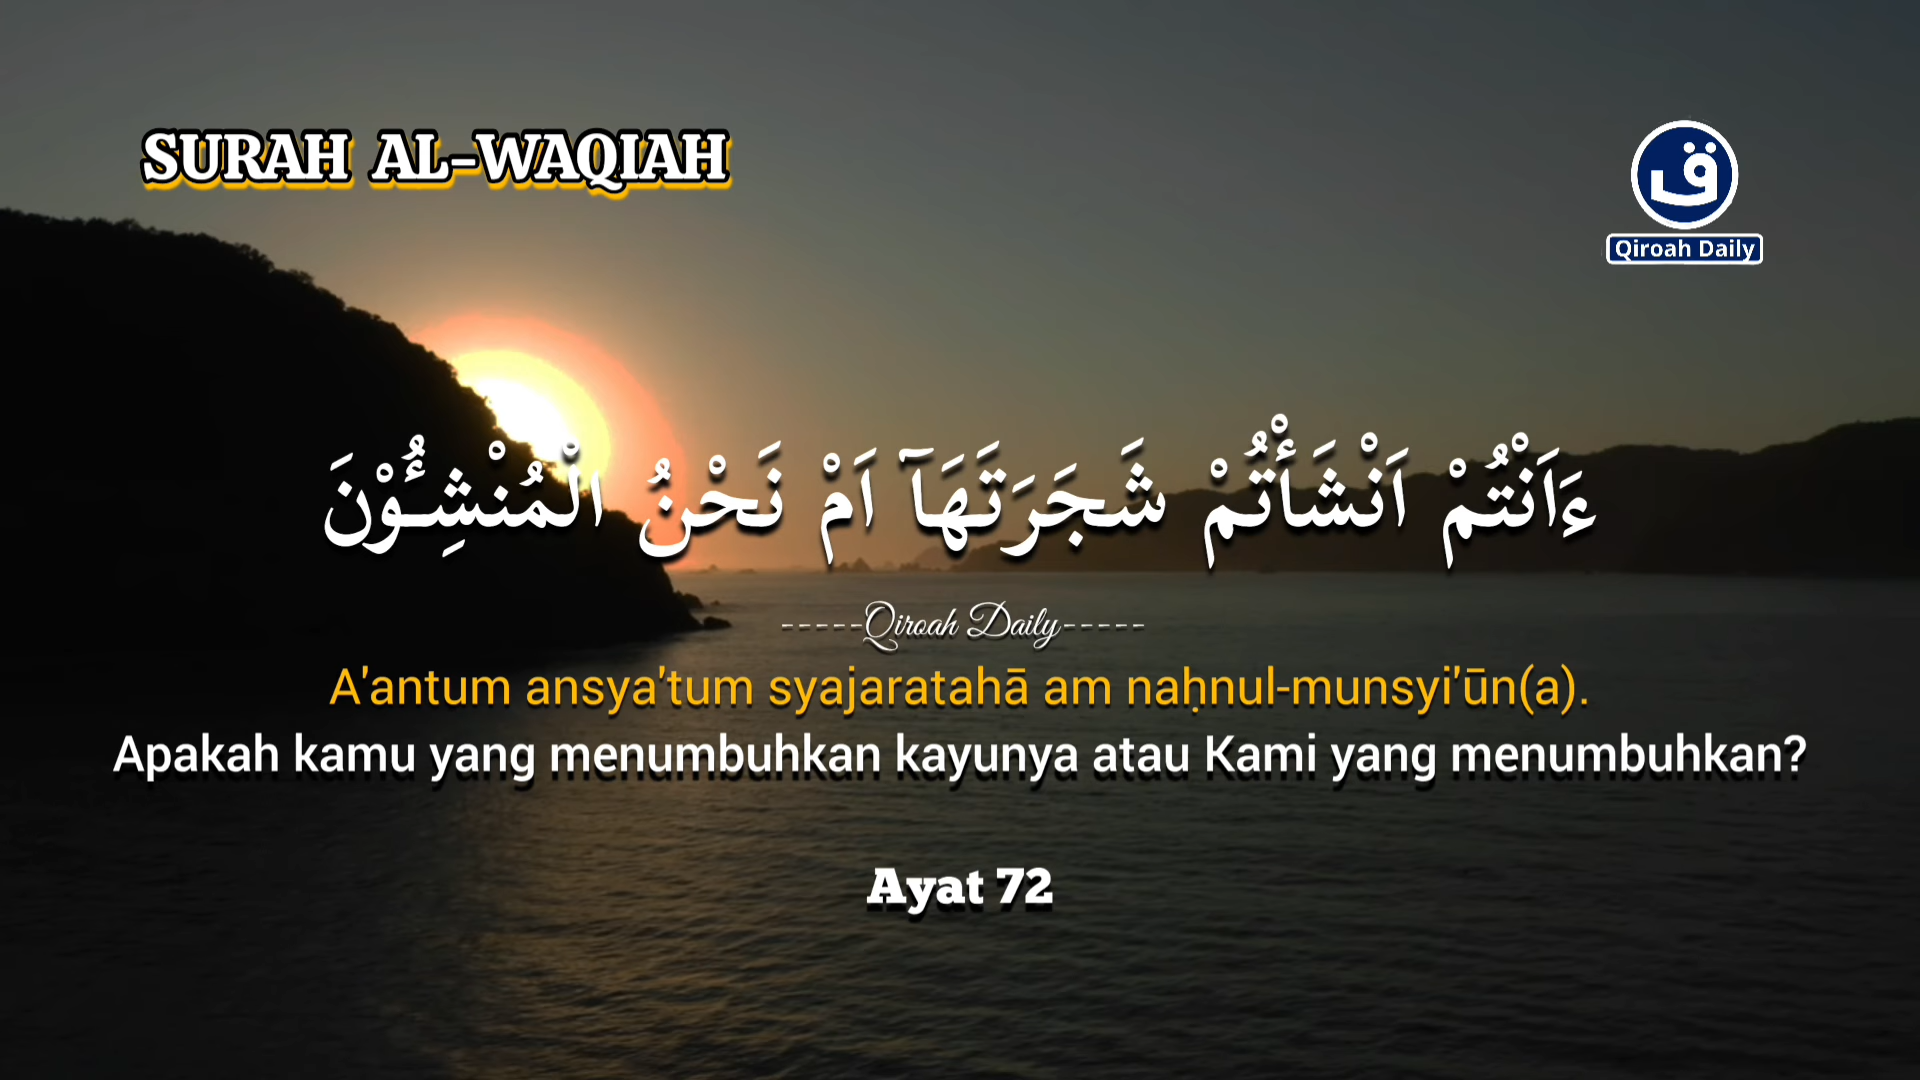 SURAH AL-WAQIAH
ق
Qiroah Daily
ءَاَنْتُمْ اَنْشَأْتُمْ شَجَرَتَهَآ اَمْ نَحْنُ الْمُنْشِـُٔوْنَ
-----Qiroah Daily-----
A'antum ansya'tum syajaratahā am naḥnul-munsyi'ūn(a).
Apakah kamu yang menumbuhkan kayunya atau Kami yang menumbuhkan?
Ayat 72